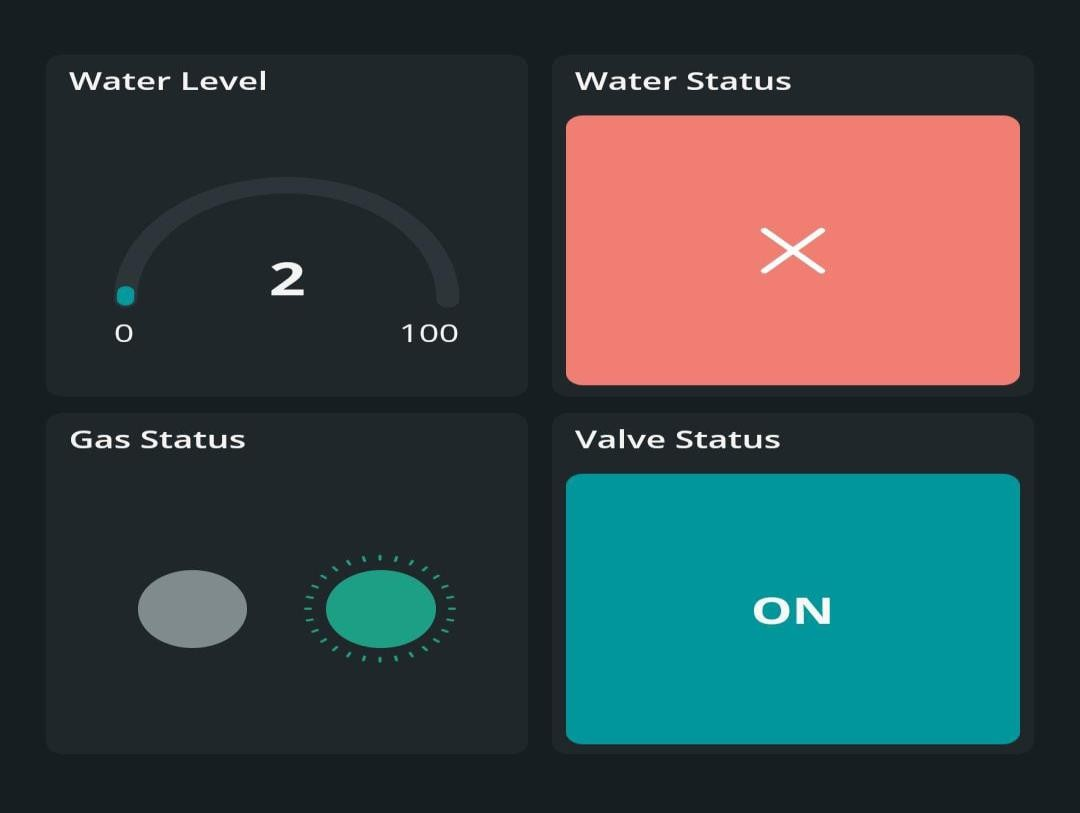 Water Level
2
0
100
Water Status
Gas Status
Valve Status
ON